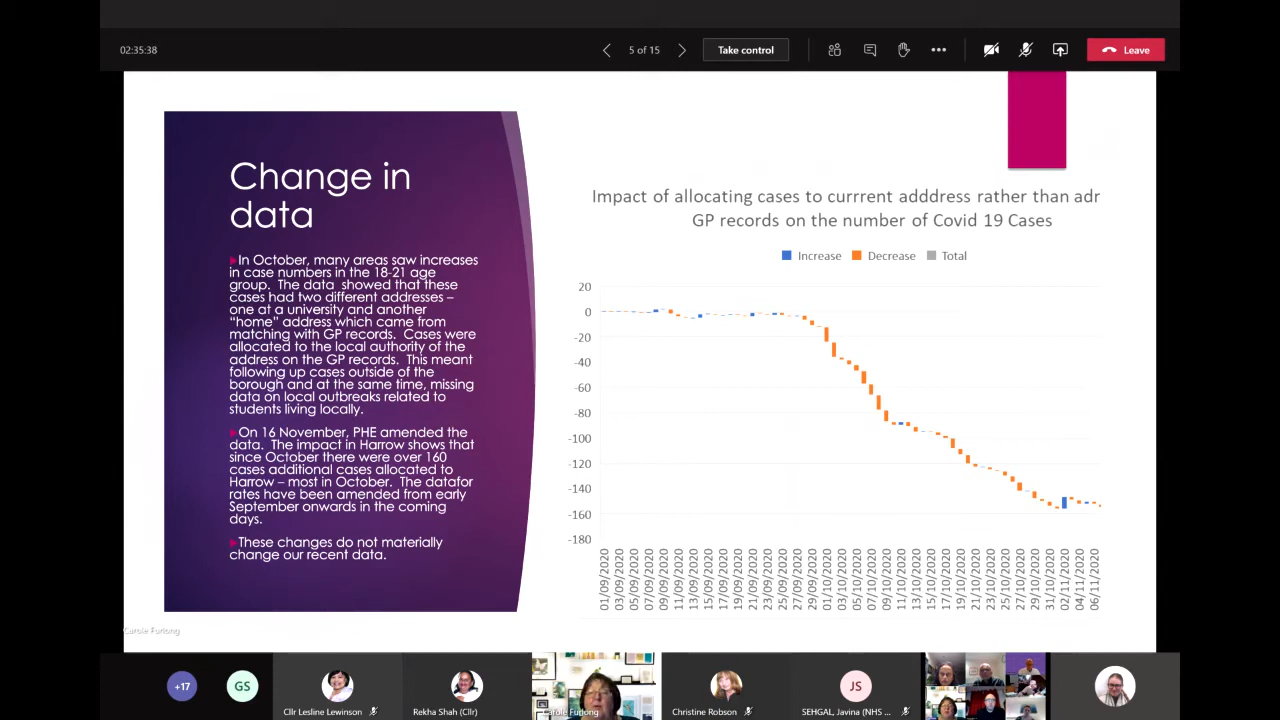 02:35:38
5 of 15
Take control
Leave
Change in
data
In October, many areas saw increases
in case numbers in the 18-21 age
group. The data showed that these
cases had two different addresses –
one at a university and another
“home” address which came from
matching with GP records. Cases were
allocated to the local authority of the
address on the GP records. This meant
following up cases outside of the
borough and at the same time, missing
data on local outbreaks related to
students living locally.
On 16 November, PHE amended the
data. The impact in Harrow shows that
since October there were over 160
cases additional cases allocated to
Harrow – most in October. The datafor
rates have been amended from early
September onwards in the coming
days.
These changes do not materially
change our recent data.
Impact of allocating cases to currrent adddress rather than adr
GP records on the number of Covid 19 Cases
Increase Decrease Total
20
0
-20
-40
-60
-80
-100
-120
-140
-160
-180
01/09/2020
03/09/2020
05/09/2020
07/09/2020
09/09/2020
11/09/2020
13/09/2020
15/09/2020
17/09/2020
19/09/2020
21/09/2020
23/09/2020
25/09/2020
27/09/2020
29/09/2020
01/10/2020
03/10/2020
05/10/2020
07/10/2020
09/10/2020
11/10/2020
13/10/2020
15/10/2020
17/10/2020
19/10/2020
21/10/2020
23/10/2020
25/10/2020
27/10/2020
29/10/2020
31/10/2020
02/11/2020
04/11/2020
06/11/2020
Carole Furlong
+17
GS
Cllr Lesline Lewinson
Rekha Shah (Cllr)
Carole Furlong
Christine Robson
JS
SEHGAL, Javina (NHS ...